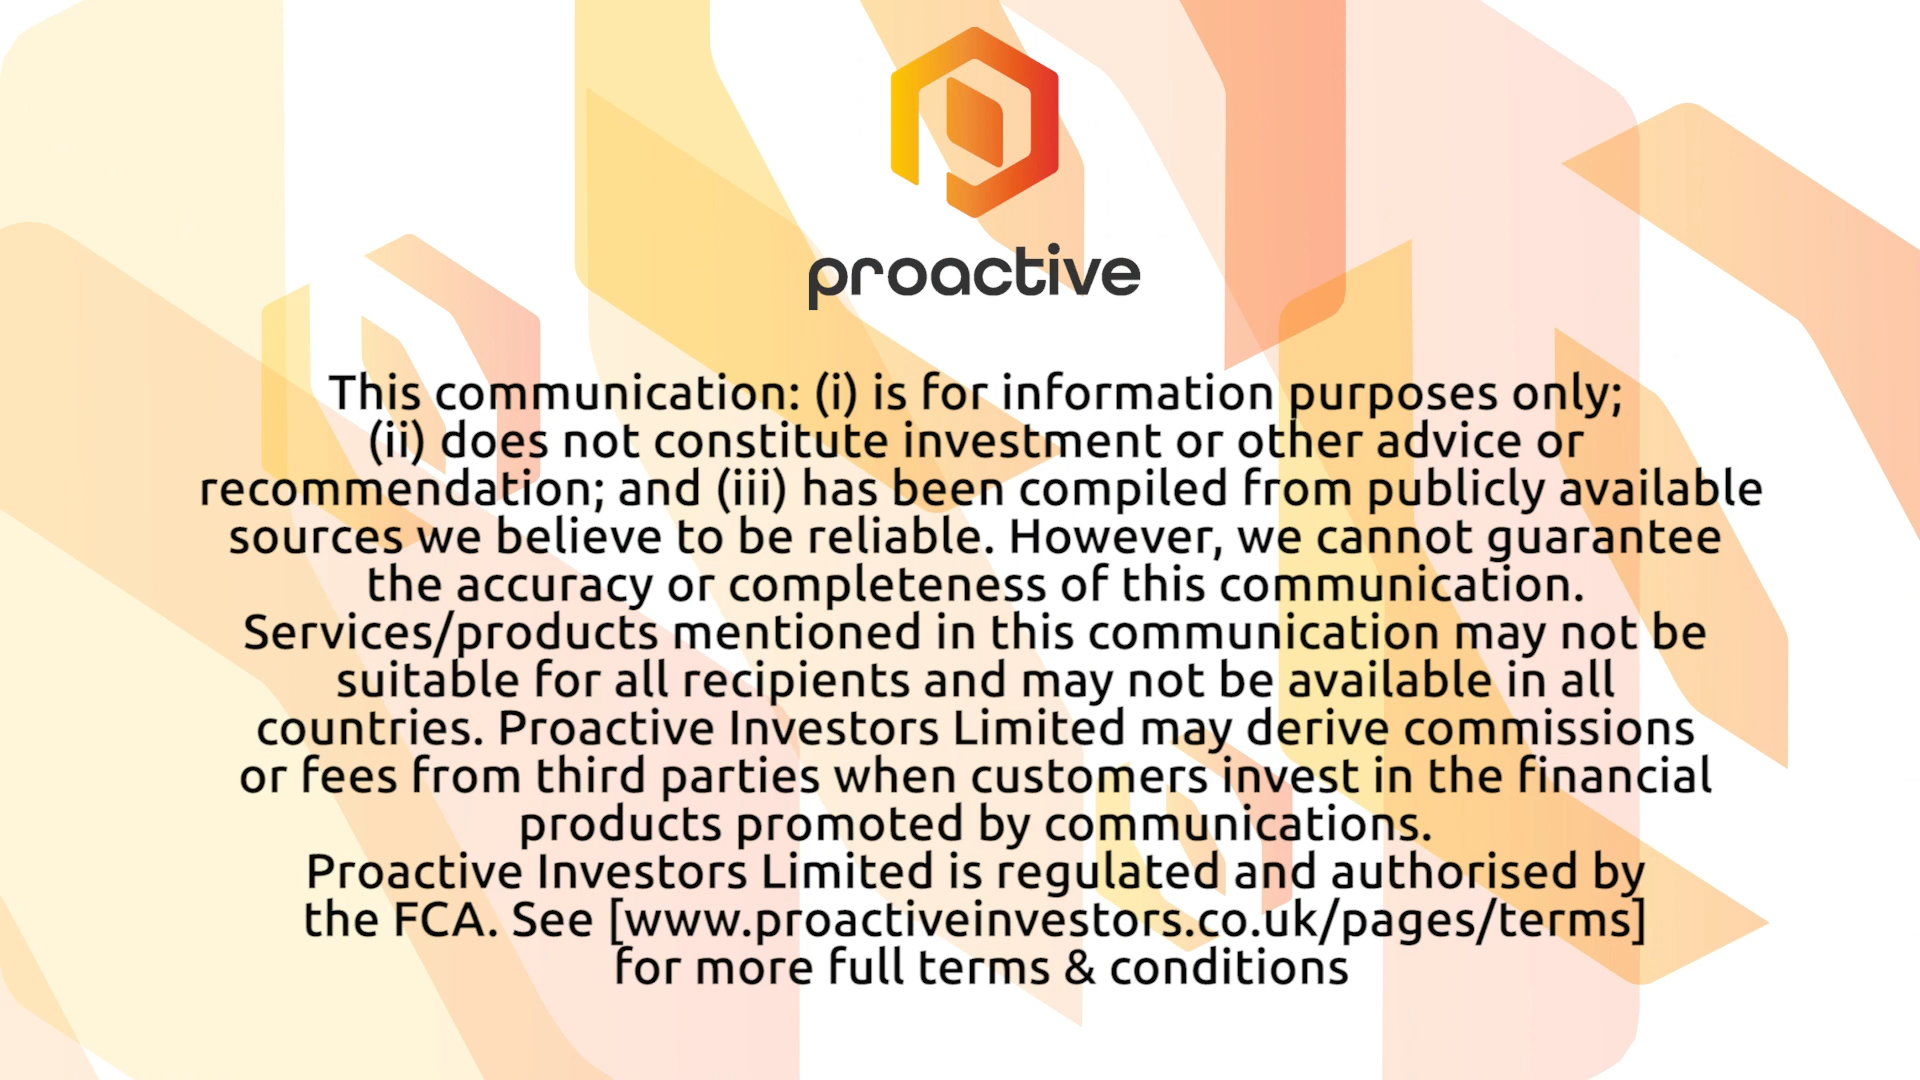 proactive
This communication: (i) is for information purposes only;
(ii) does not constitute investment or other advice or
recommendation; and (iii) has been compiled from publicly available
sources we believe to be reliable. However, we cannot guarantee
the accuracy or completeness of this communication.
Services/products mentioned in this communication may not be
suitable for all recipients and may not be available in all
countries. Proactive Investors Limited may derive commissions
or fees from third parties when customers invest in the financial
products promoted by communications.
Proactive Investors Limited is regulated and authorised by
the FCA. See [www.proactiveinvestors.co.uk/pages/terms]
for more full terms & conditions